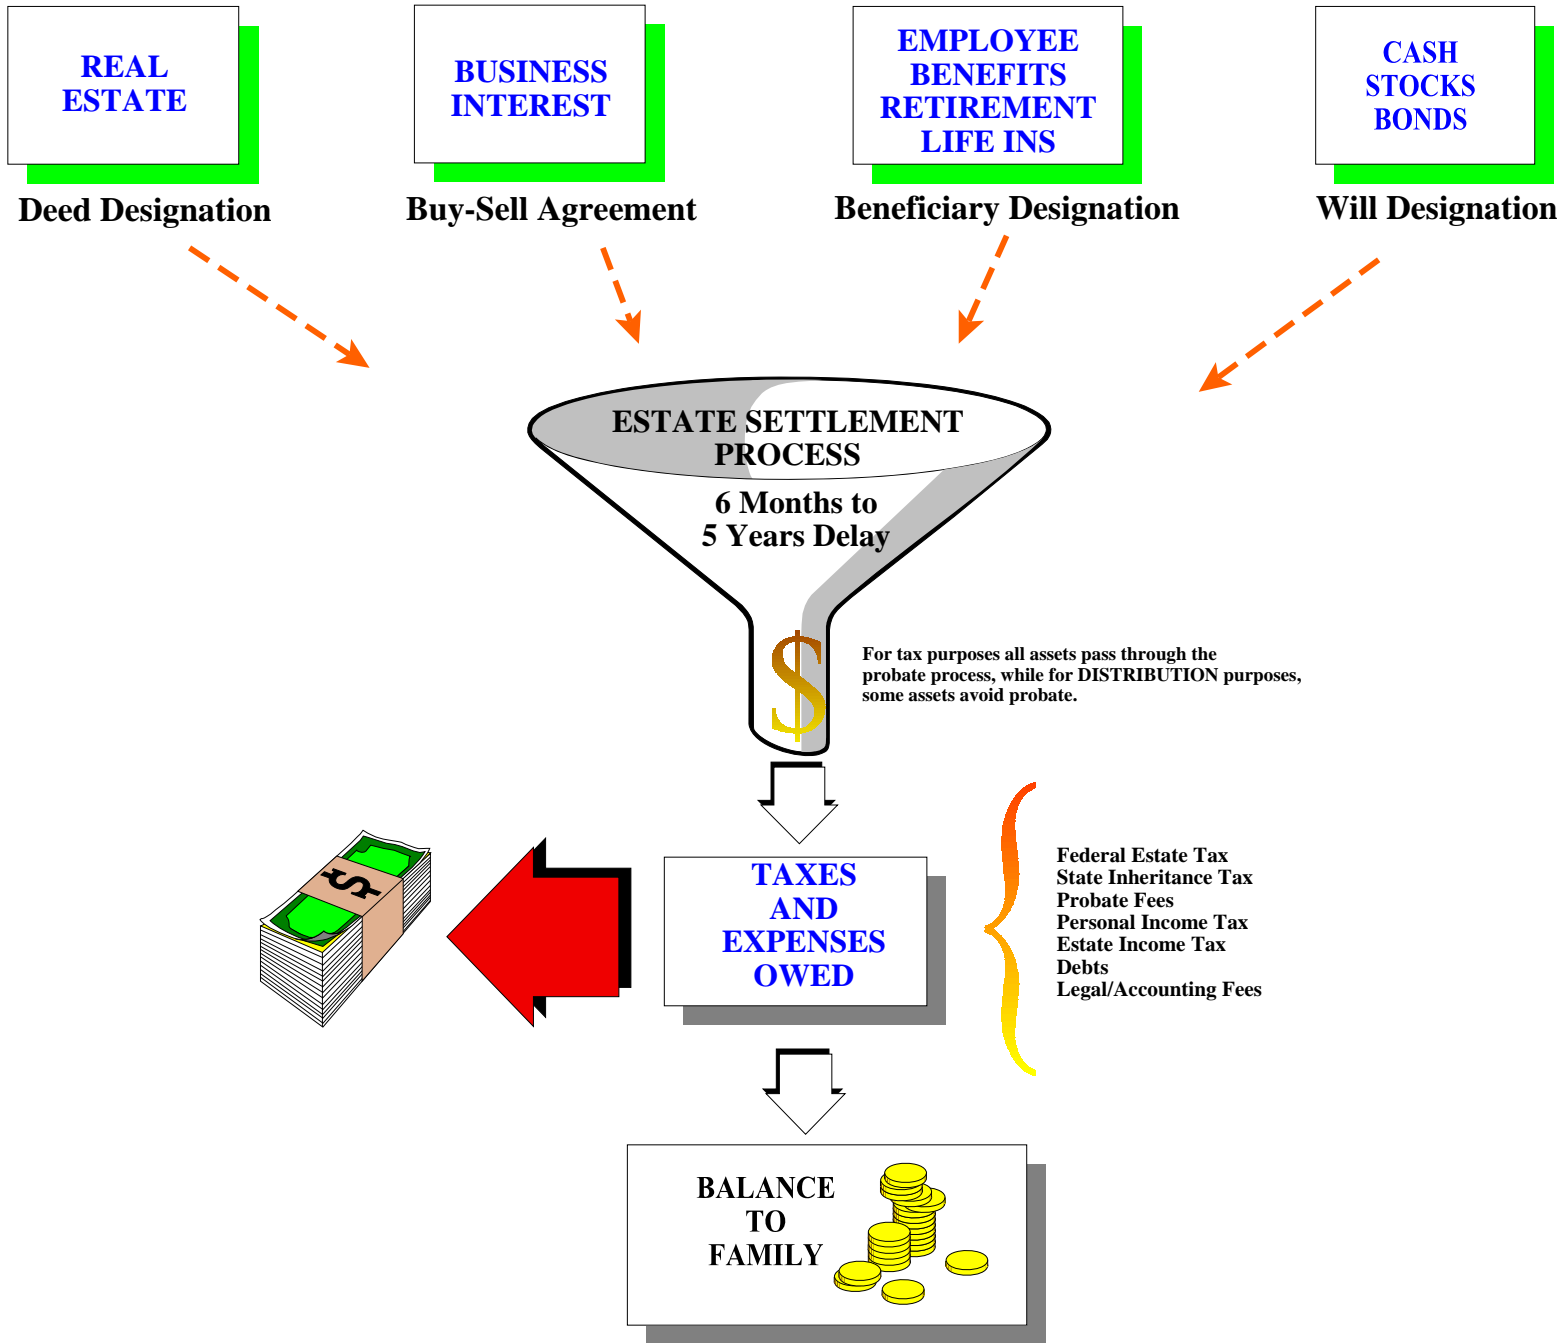 REAL
ESTATE
BUSINESS
INTEREST
EMPLOYEE
BENEFITS
RETIREMENT
LIFE INS
CASH
STOCKS
BONDS
Deed Designation
Buy-Sell Agreement
Beneficiary Designation
Will Designation
ESTATE SETTLEMENT
PROCESS
6 Months to
5 Years Delay
$
For tax purposes all assets pass through the
probate process, while for DISTRIBUTION purposes,
some assets avoid probate.
$
TAXES
AND
EXPENSES
OWED
Federal Estate Tax
State Inheritance Tax
Probate Fees
Personal Income Tax
Estate Income Tax
Debts
Legal/Accounting Fees
BALANCE
TO
FAMILY